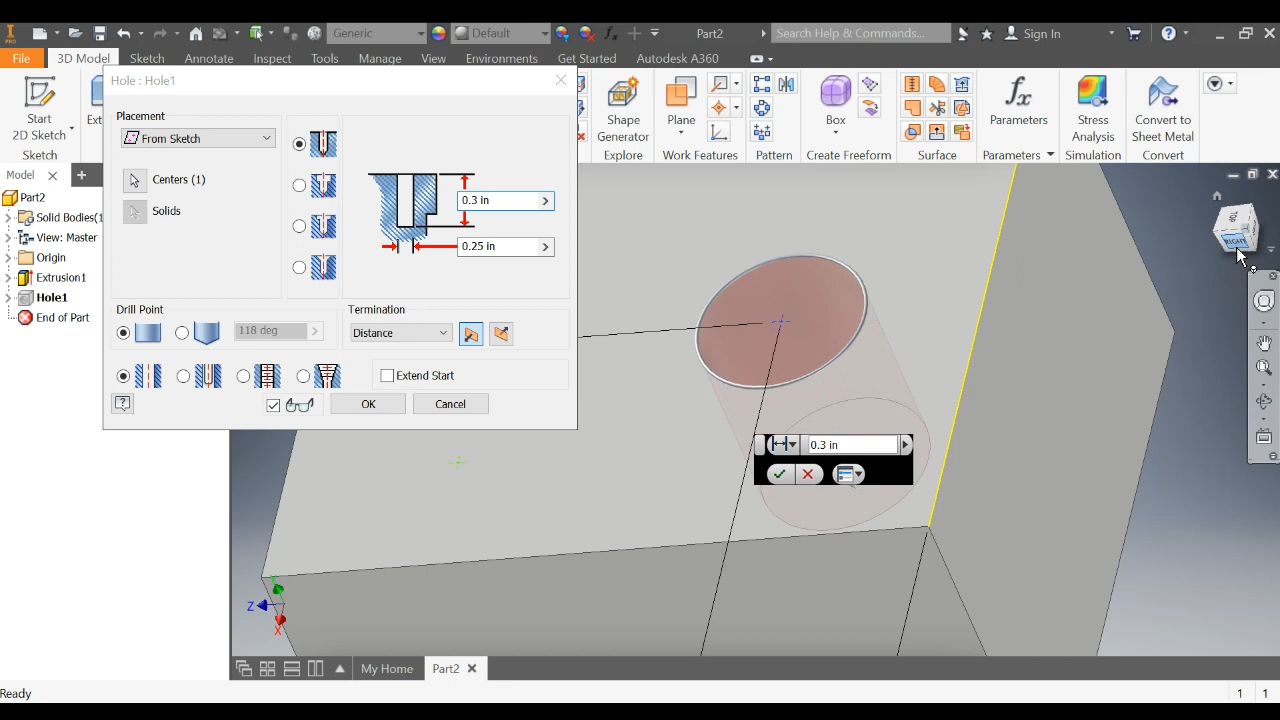 Generic
Default
Part2
Search Help & Commands...
Sign In
PRO
File
3D Model
Sketch
Annotate
Inspect
Tools
Manage
View
Environments
Get Started
Autodesk A360
Start
2D Sketch
Sketch
Shape
Generator
Explore
Plane
Work Features
Pattern
Box
Create Freeform
Surface
fx
Parameters
Parameters
Stress
Analysis
Simulation
Convert to
Sheet Metal
Convert
Hole : Hole1
Placement
From Sketch
Centers (1)
Solids
0.3 in
0.25 in
Drill Point
118 deg
Termination
Distance
Extend Start
OK
Cancel
Model
Part2
Solid Bodies(1
View: Master
Origin
Extrusion1
Hole1
End of Part
TOP
RIGHT
0.3 in
Y
Z
X
My Home
Part2
Ready
1
1